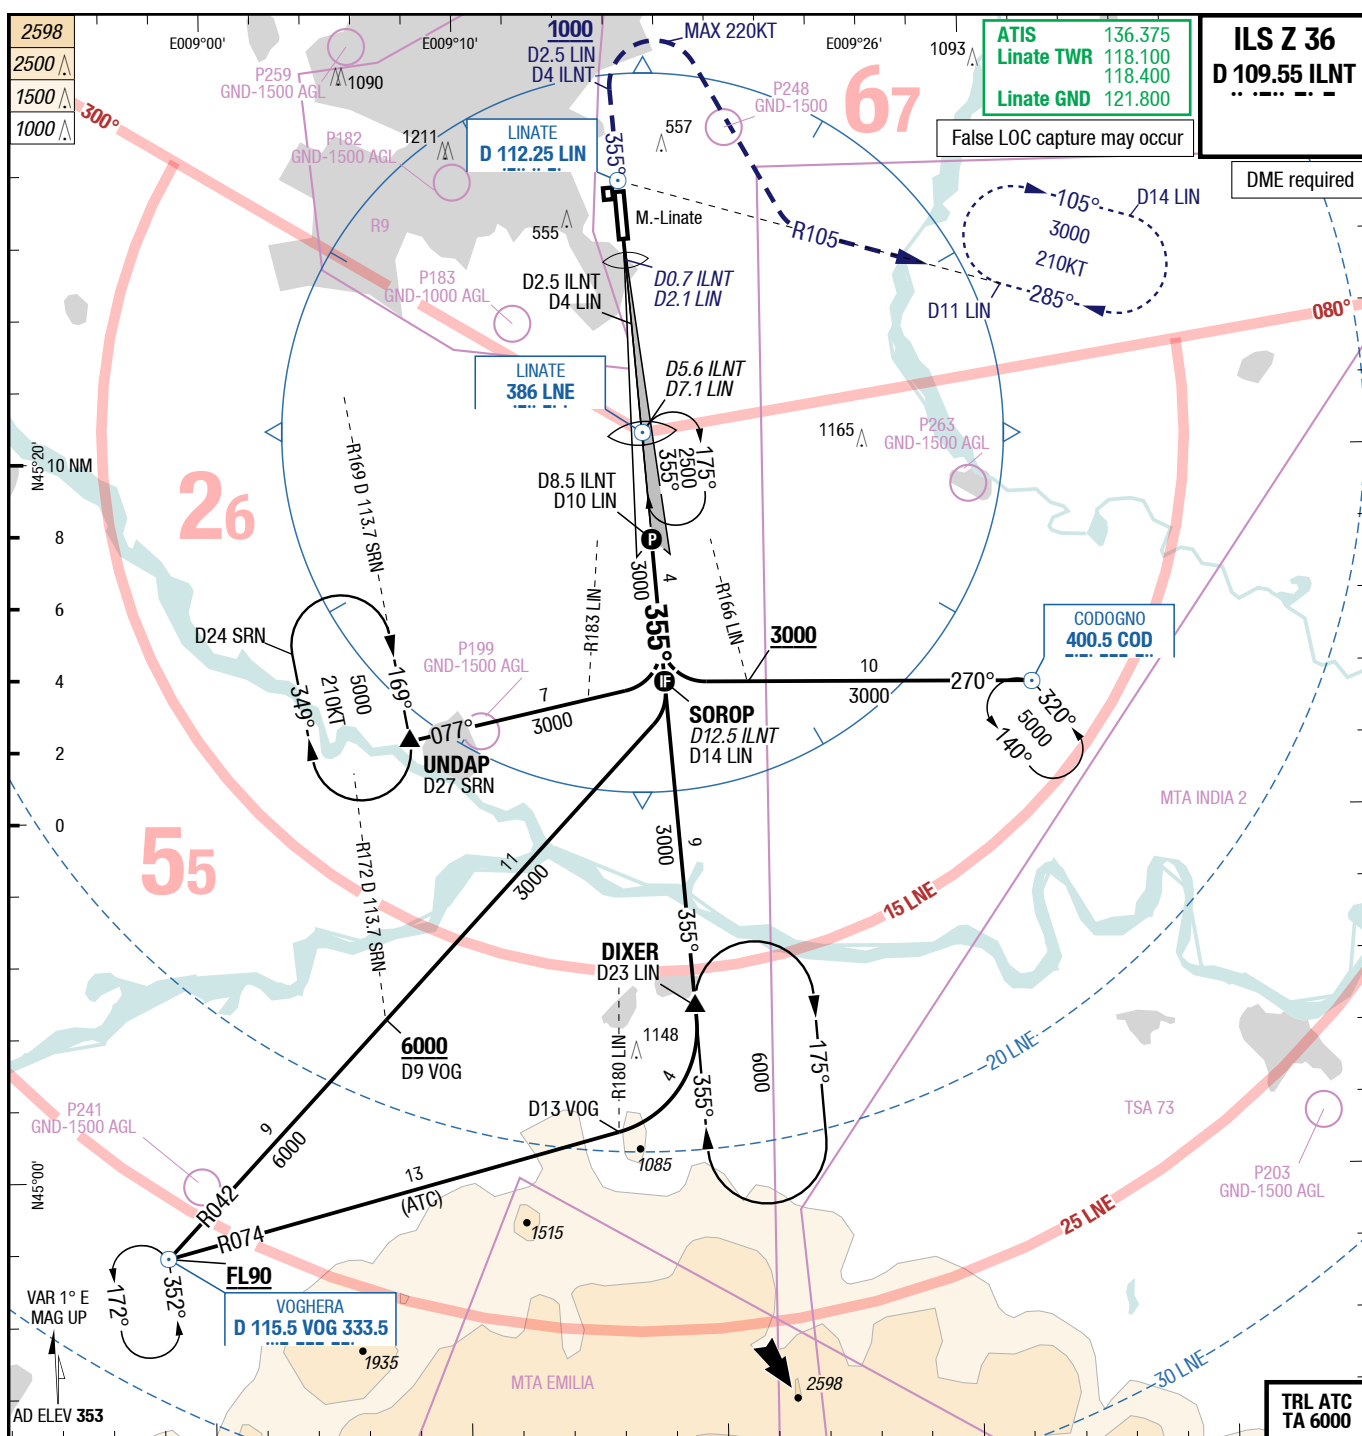 2598
2500
1500
1000
E009°00'
E009°10'
E009°26'
1000
D2.5 LIN
D4 ILNT
MAX 220KT
1093
ATIS 136.375
Linate TWR 118.100
118.400
Linate GND 121.800
ILS Z 36
D 109.55 ILNT
False LOC capture may occur
DME required
P259
GND-1500 AGL
1090
P248
GND-1500
67
300°
P182
GND-1500 AGL
1211
557
LINATE
D 112.25 LIN
355°
R9
555
M.-Linate
R105
105°
D14 LIN
3000
210KT
285°
D11 LIN
P183
GND-1000 AGL
D2.5 ILNT
D4 LIN
D0.7 ILNT
D2.1 LIN
080°
LINATE
386 LNE
D5.6 ILNT
D7.1 LIN
1165
P263
GND-1500 AGL
N45°20'
10 NM
8
6
4
2
0
26
R169 D 113.7 SRN
175°
2500
355°
D8.5 ILNT
D10 LIN
P
3000
4
355°
R183 LIN
R166 LIN
D24 SRN
169°
5000
210KT
349°
P199
GND-1500 AGL
3000
CODOGNO
400.5 COD
10
3000
270°
320°
5000
140°
7
3000
077°
IF
SOROP
D12.5 ILNT
D14 LIN
UNDAP
D27 SRN
MTA INDIA 2
55
R172 D 113.7 SRN
11
3000
9
3000
15 LNE
355°
DIXER
D23 LIN
6000
D9 VOG
1148
R180 LIN
4
355°
6000
175°
20 LNE
TSA 73
P241
GND-1500 AGL
D13 VOG
9
6000
1085
P203
GND-1500 AGL
N45°00'
R042
13
(ATC)
R074
1515
25 LNE
FL90
172°
352°
VOGHERA
D 115.5 VOG 333.5
VAR 1° E
MAG UP
1935
MTA EMILIA
2598
30 LNE
AD ELEV 353
TRL ATC
TA 6000